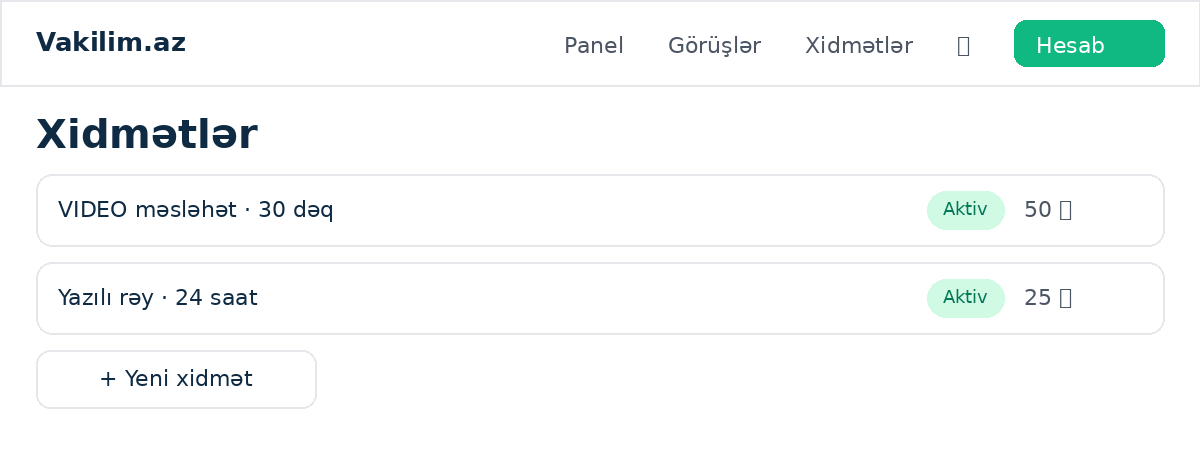 Vakilim.az Panel Görüşlər Xidmətlər Hesab
Xidmətlər
VIDEO məsləhət · 30 dəq Aktiv 50
Yazılı rəy · 24 saat Aktiv 25
+ Yeni xidmət